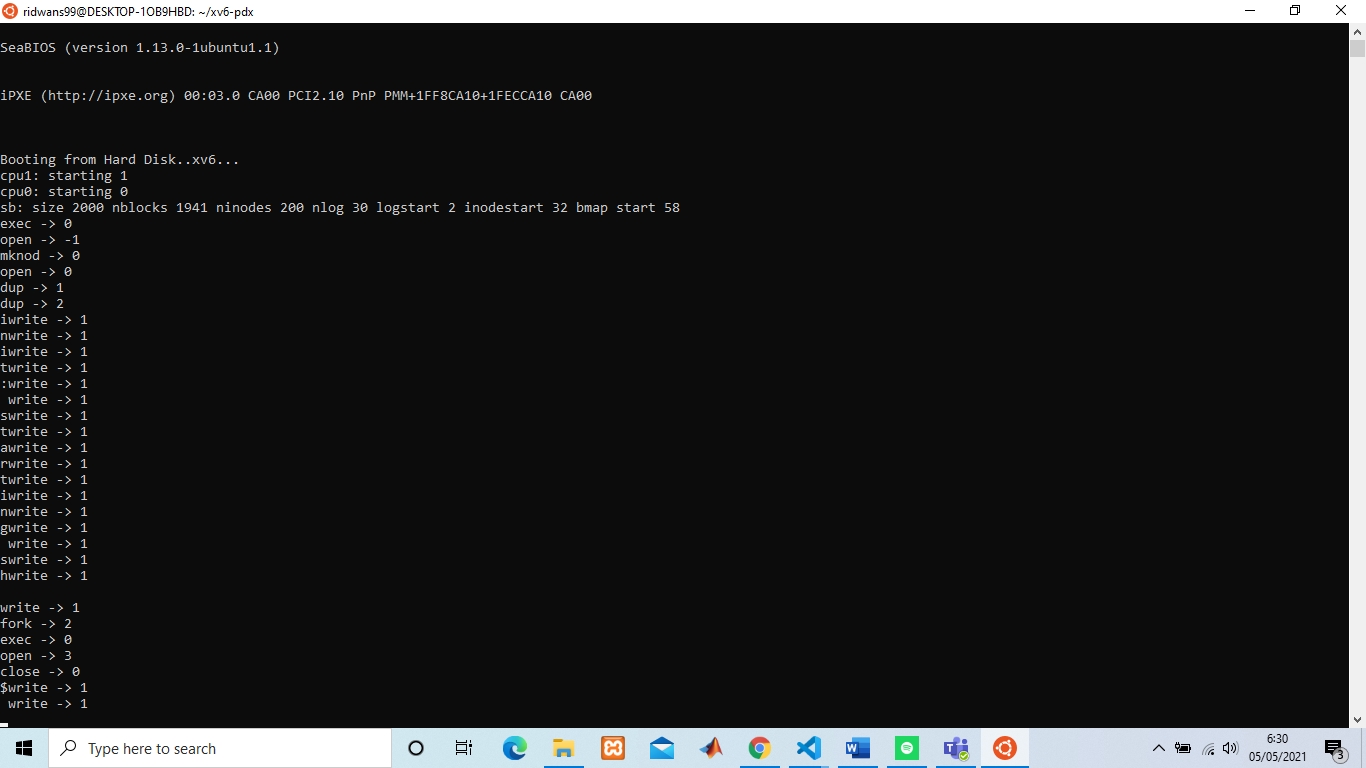 ridwans99@DESKTOP-1OB9HBD: ~/xv6-pdx
SeaBIOS (version 1.13.0-1ubuntu1.1)
iPXE (http://ipxe.org) 00:03.0 CA00 PCI2.10 PnP PMM+1FF8CA10+1FECCA10 CA00
Booting from Hard Disk..xv6...
cpu1: starting 1
cpu0: starting 0
sb: size 2000 nblocks 1941 ninodes 200 nlog 30 logstart 2 inodestart 32 bmap start 58
exec -> 0
open -> -1
mknod -> 0
open -> 0
dup -> 1
dup -> 2
iwrite -> 1
nwrite -> 1
iwrite -> 1
twrite -> 1
:write -> 1
 write -> 1
swrite -> 1
twrite -> 1
awrite -> 1
rwrite -> 1
twrite -> 1
iwrite -> 1
nwrite -> 1
gwrite -> 1
 write -> 1
swrite -> 1
hwrite -> 1
write -> 1
fork -> 2
exec -> 0
open -> 3
close -> 0
$write -> 1
 write -> 1
Type here to search
6:30
05/05/2021
3